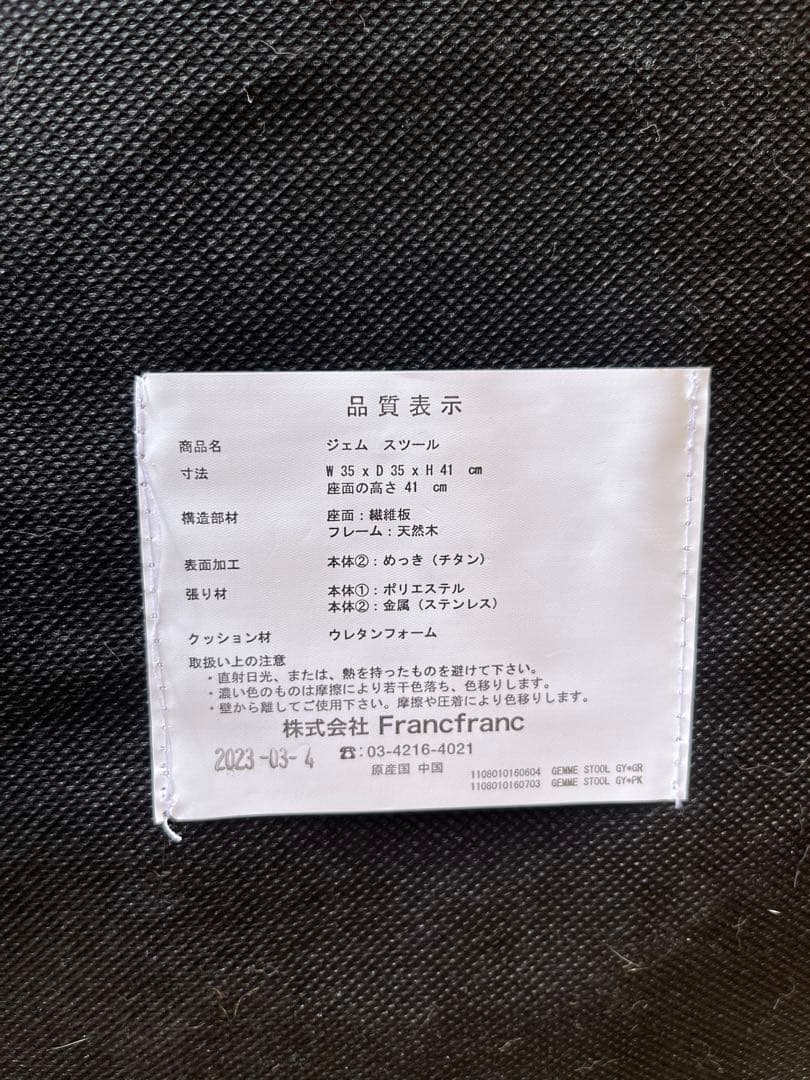 品質表示
商品名 ジェム スツール
寸法 W 35 x D 35 x H 41 cm
座面の高さ 41 cm
構造部材 座面：繊維板
フレーム：天然木
表面加工 本体②：めっき（チタン）
張り材 本体①：ポリエステル
本体②：金属（ステンレス）
クッション材 ウレタンフォーム
取扱い上の注意
・直射日光、または、熱を持ったものを避けて下さい。
・濃い色のものは摩擦により若干色落ち、色移りします。
・壁から離してご使用下さい。摩擦や圧着により色移りします。
株式会社 Francfranc
2023-03-4 ☎:03-4216-4021
原産国 中国
1108010160604 GEMME STOOL GY*GR
1108010160703 GEMME STOOL GY*PK